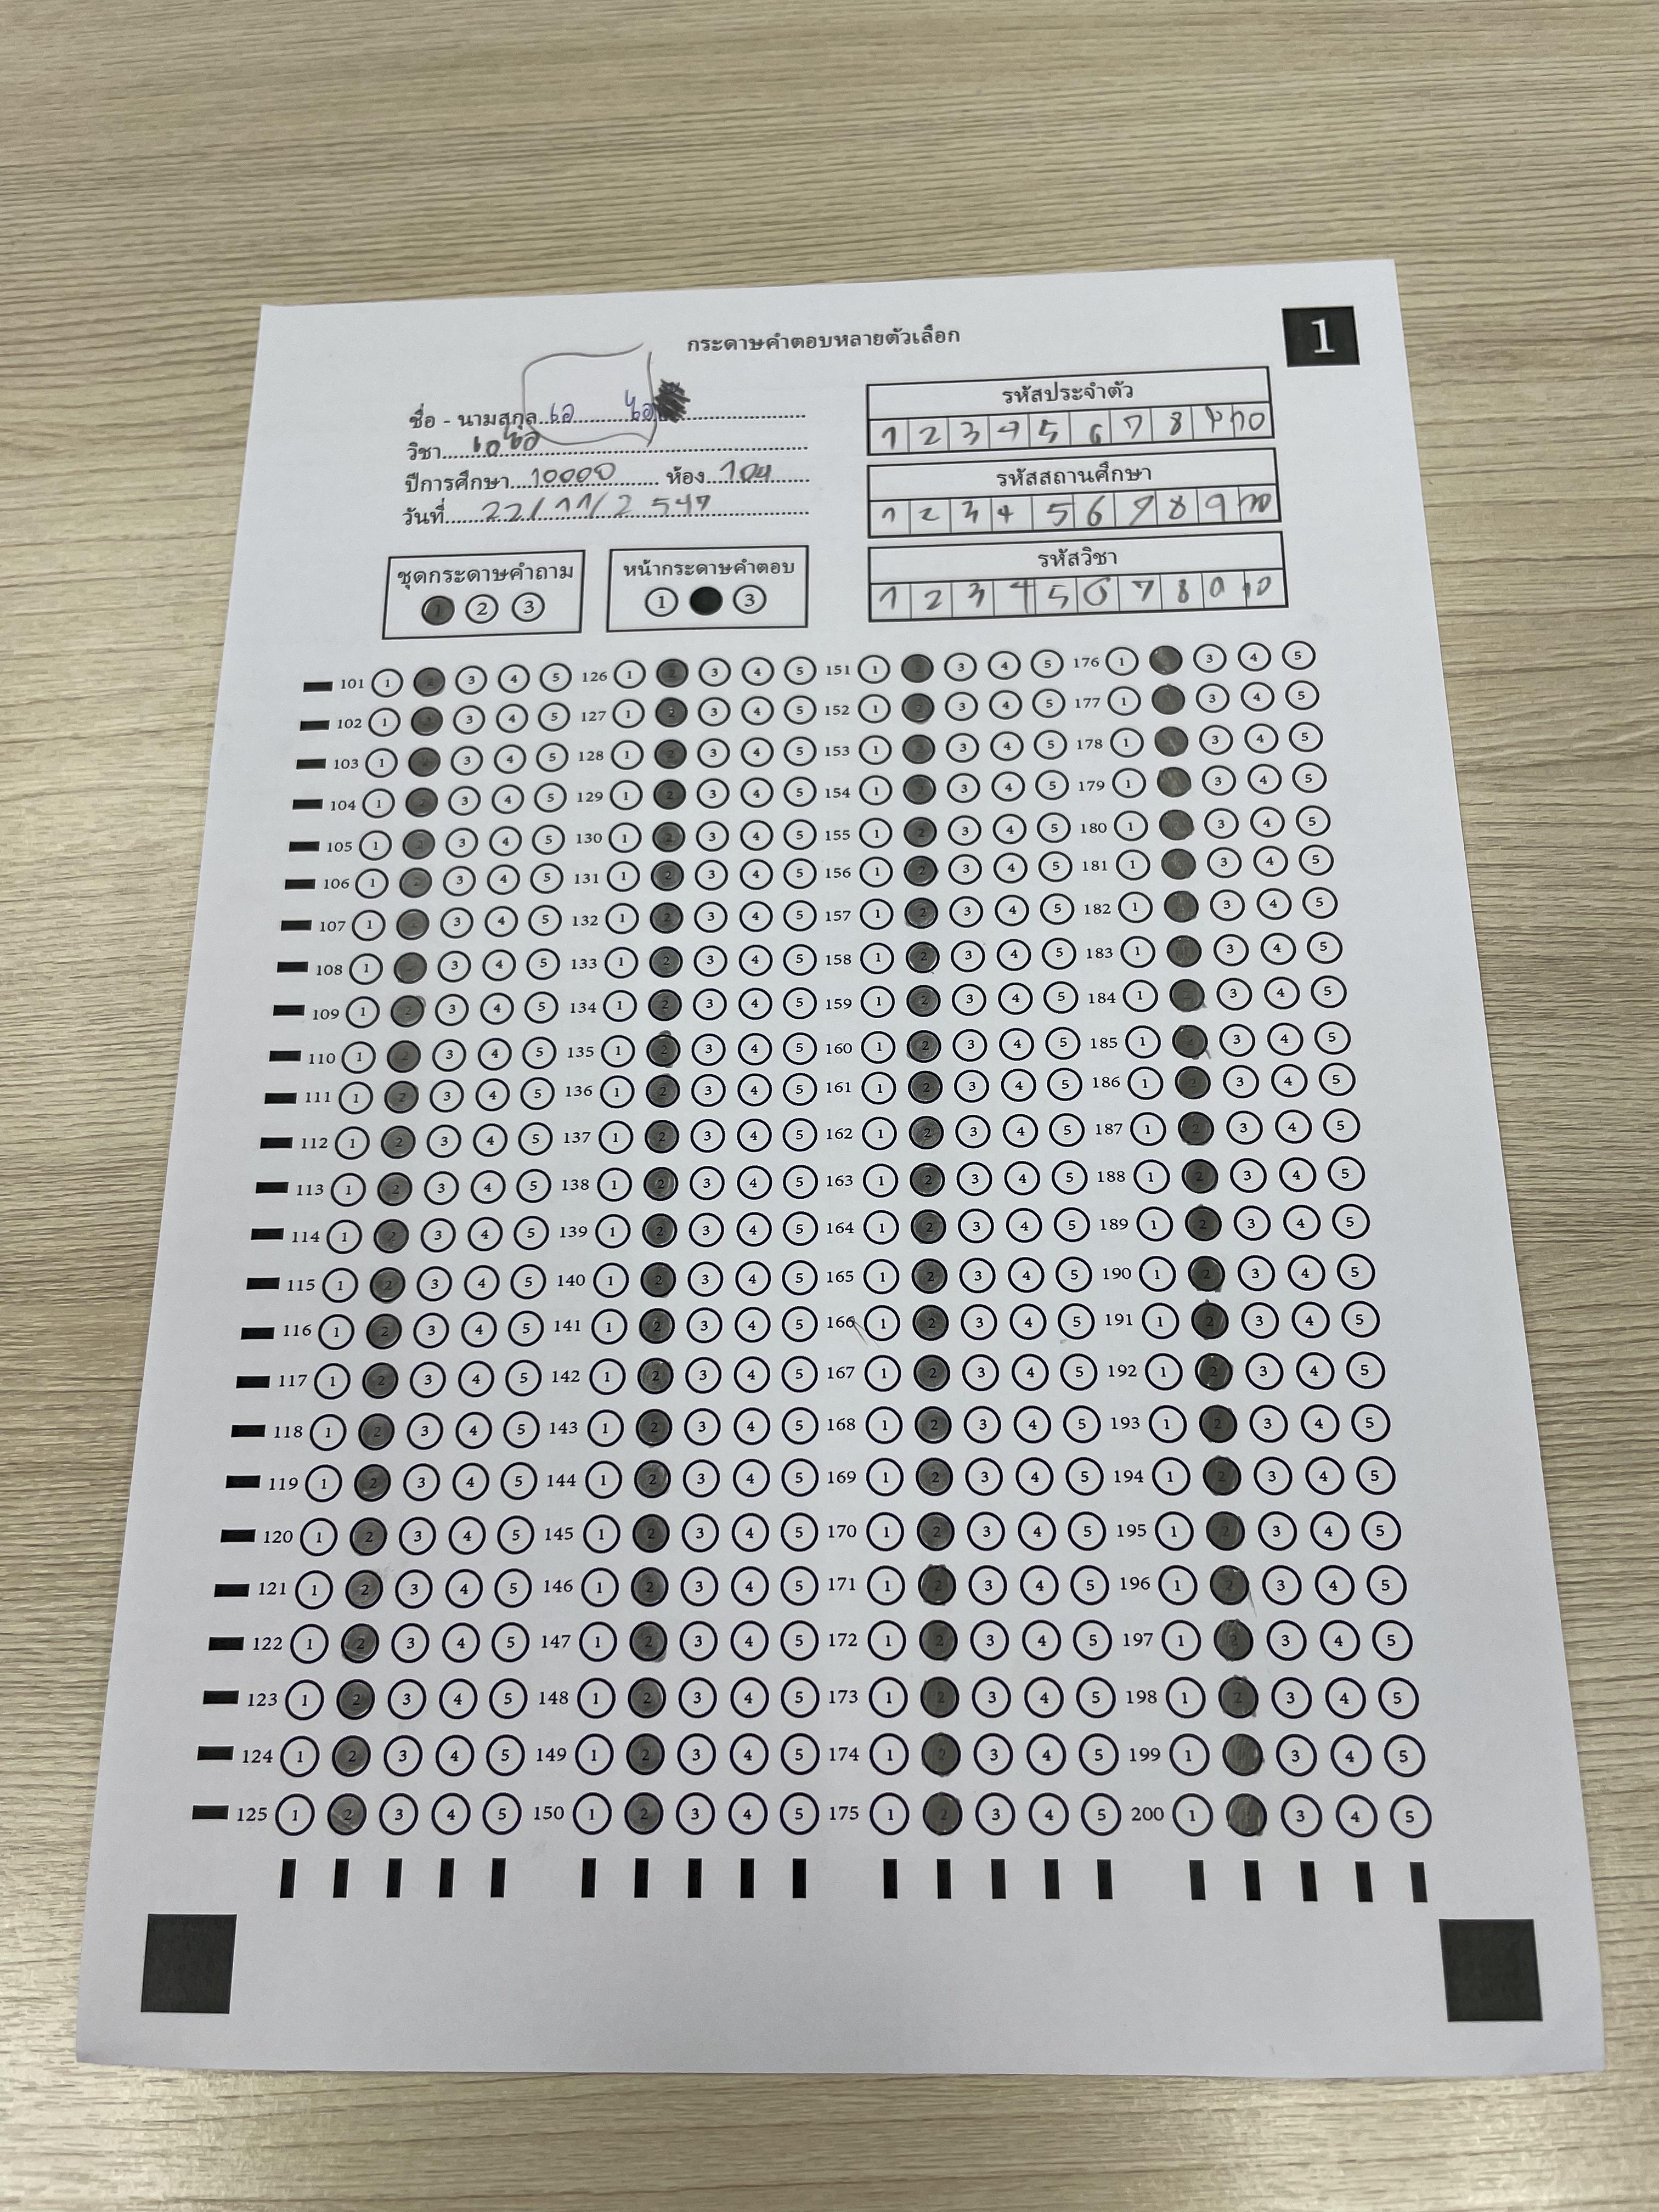 กระดาษคำตอบหลายตัวเลือก
1
ชื่อ - นามสกุล เอ ไอ
วิชา เอไอ
ปีการศึกษา 10000 ห้อง 104
วันที่ 22/11/2547
รหัสประจำตัว
1 2 3 4 5 6 7 8 9 10
รหัสสถานศึกษา
1 2 3 4 5 6 7 8 9 10
รหัสวิชา
1 2 3 4 5 6 7 8 9 10
ชุดกระดาษคำถาม
1 2 3
หน้ากระดาษคำตอบ
1 3
101 1 2 3 4 5 126 1 2 3 4 5 151 1 2 3 4 5 176 1 3 4 5
102 1 2 3 4 5 127 1 2 3 4 5 152 1 2 3 4 5 177 1 3 4 5
103 1 2 3 4 5 128 1 2 3 4 5 153 1 2 3 4 5 178 1 3 4 5
104 1 2 3 4 5 129 1 2 3 4 5 154 1 2 3 4 5 179 1 3 4 5
105 1 2 3 4 5 130 1 2 3 4 5 155 1 2 3 4 5 180 1 3 4 5
106 1 2 3 4 5 131 1 2 3 4 5 156 1 2 3 4 5 181 1 3 4 5
107 1 2 3 4 5 132 1 2 3 4 5 157 1 2 3 4 5 182 1 3 4 5
108 1 2 3 4 5 133 1 2 3 4 5 158 1 2 3 4 5 183 1 3 4 5
109 1 2 3 4 5 134 1 2 3 4 5 159 1 2 3 4 5 184 1 2 3 4 5
110 1 2 3 4 5 135 1 2 3 4 5 160 1 2 3 4 5 185 1 2 3 4 5
111 1 2 3 4 5 136 1 2 3 4 5 161 1 2 3 4 5 186 1 2 3 4 5
112 1 2 3 4 5 137 1 2 3 4 5 162 1 2 3 4 5 187 1 2 3 4 5
113 1 2 3 4 5 138 1 2 3 4 5 163 1 2 3 4 5 188 1 2 3 4 5
114 1 2 3 4 5 139 1 2 3 4 5 164 1 2 3 4 5 189 1 2 3 4 5
115 1 2 3 4 5 140 1 2 3 4 5 165 1 2 3 4 5 190 1 2 3 4 5
116 1 2 3 4 5 141 1 2 3 4 5 166 1 2 3 4 5 191 1 2 3 4 5
117 1 2 3 4 5 142 1 2 3 4 5 167 1 2 3 4 5 192 1 2 3 4 5
118 1 2 3 4 5 143 1 2 3 4 5 168 1 2 3 4 5 193 1 2 3 4 5
119 1 2 3 4 5 144 1 2 3 4 5 169 1 2 3 4 5 194 1 2 3 4 5
120 1 2 3 4 5 145 1 2 3 4 5 170 1 2 3 4 5 195 1 2 3 4 5
121 1 2 3 4 5 146 1 2 3 4 5 171 1 2 3 4 5 196 1 2 3 4 5
122 1 2 3 4 5 147 1 2 3 4 5 172 1 2 3 4 5 197 1 2 3 4 5
123 1 2 3 4 5 148 1 2 3 4 5 173 1 2 3 4 5 198 1 2 3 4 5
124 1 2 3 4 5 149 1 2 3 4 5 174 1 2 3 4 5 199 1 3 4 5
125 1 2 3 4 5 150 1 2 3 4 5 175 1 2 3 4 5 200 1 3 4 5